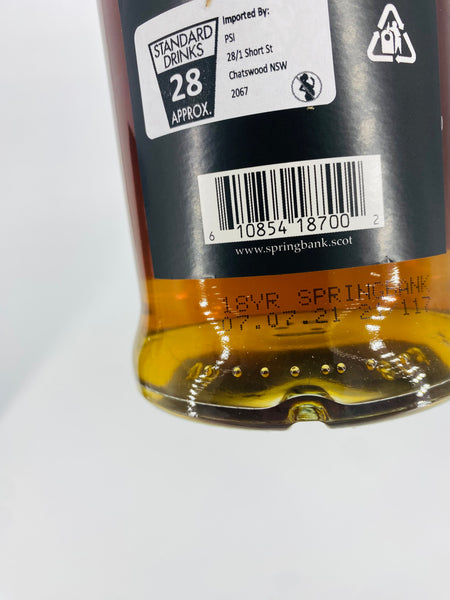 STANDARD
DRINKS
28
APPROX.
Imported By:
PSI
28/1 Short St
Chatswood NSW
2067
6 10854 18700 2
www.springbank.scot
18YR SPRINGBANK
07.07.21 117